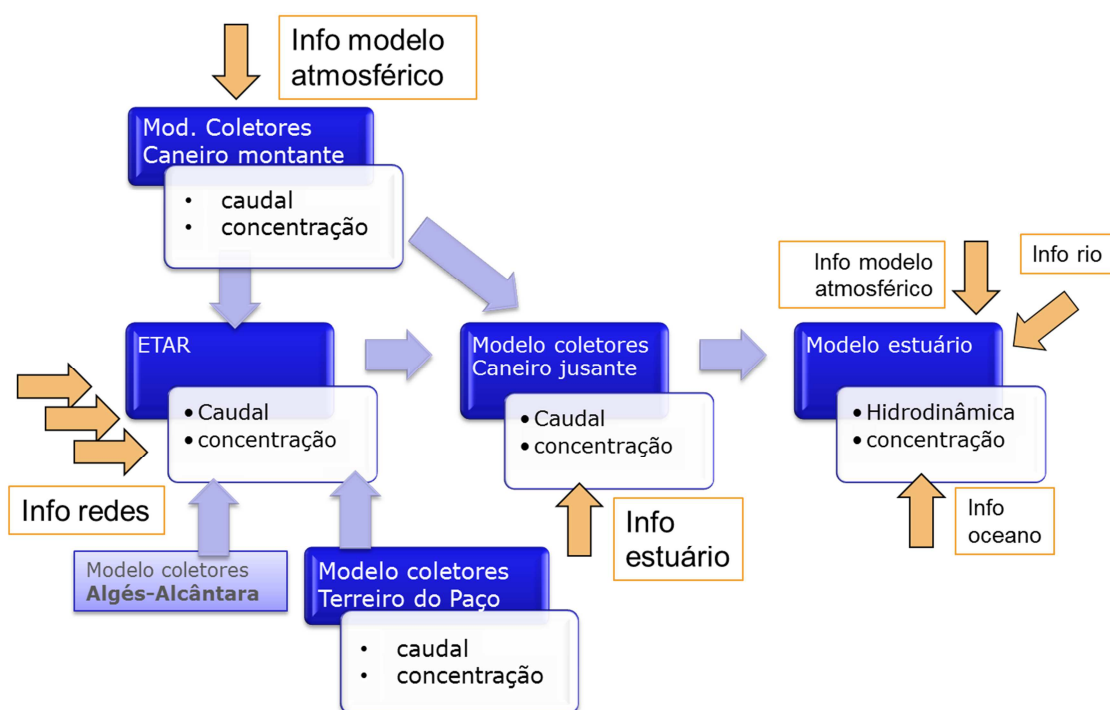 Info modelo
atmosférico
Mod. Coletores
Caneiro montante
• caudal
• concentração
Info modelo
atmosférico
Info rio
ETAR
• Caudal
• concentração
Modelo coletores
Caneiro jusante
• Caudal
• concentração
Modelo estuário
• Hidrodinâmica
• concentração
Info redes
Info
estuário
Info
oceano
Modelo coletores
Algés-Alcântara
Modelo coletores
Terreiro do Paço
• caudal
• concentração